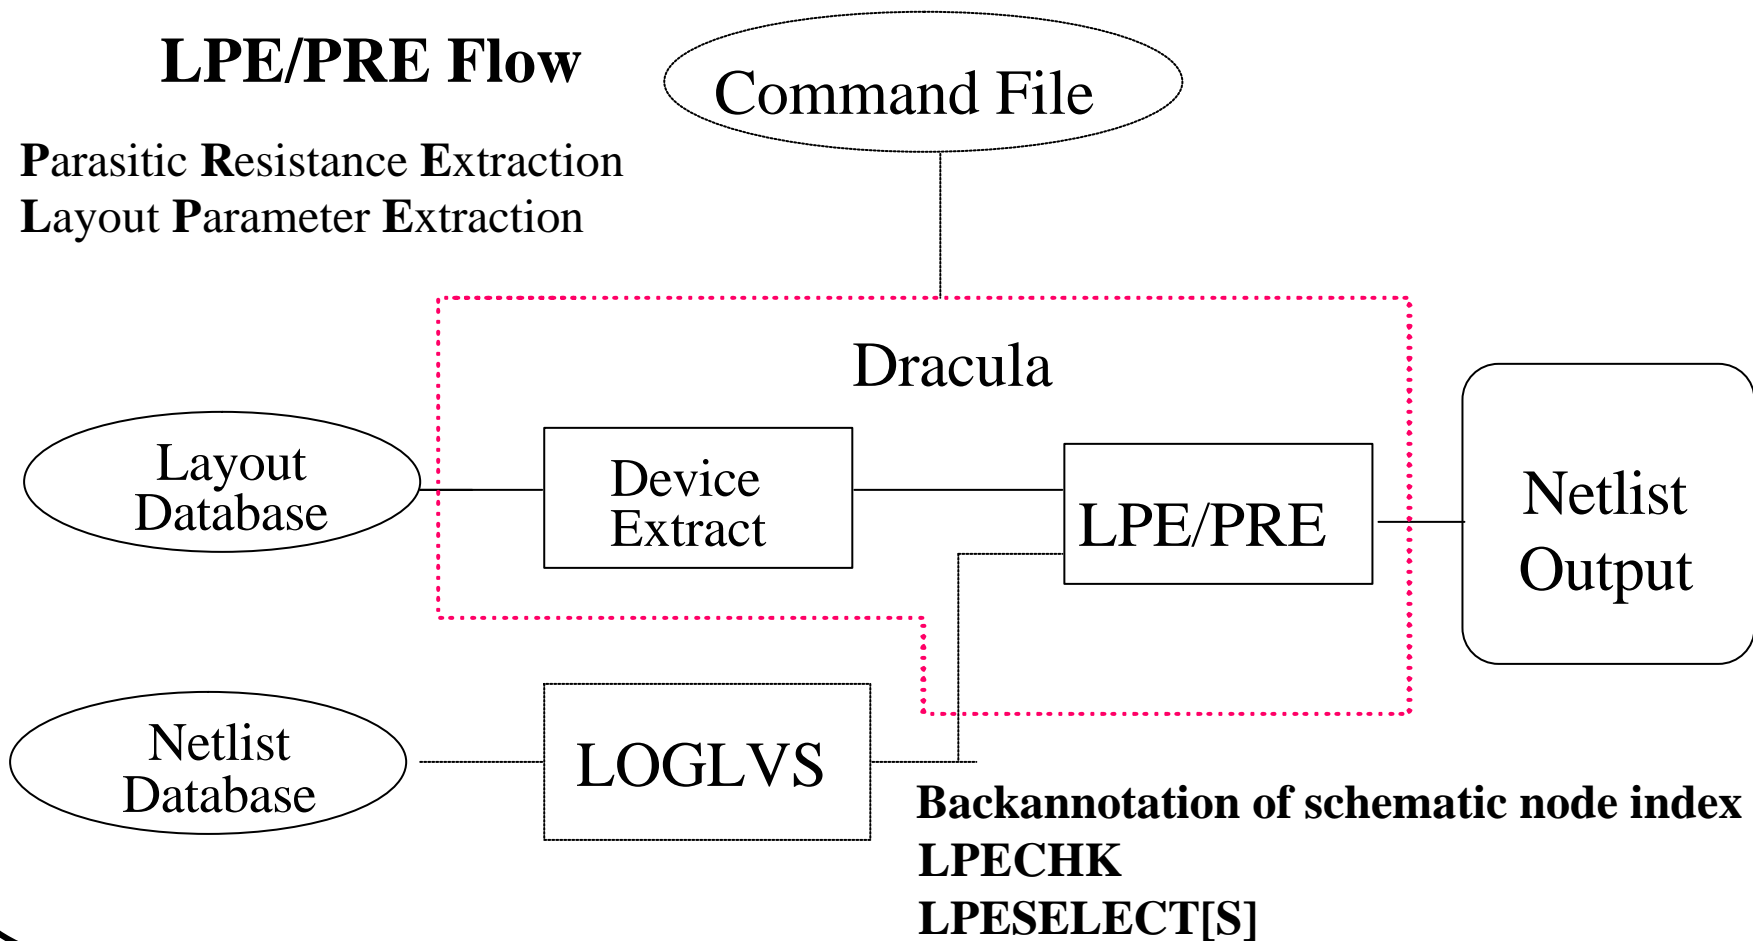 LPE/PRE Flow
Command File
Parasitic Resistance Extraction
Layout Parameter Extraction
Dracula
Layout
Database
Device
Extract
LPE/PRE
Netlist
Output
Netlist
Database
LOGLVS
Backannotation of schematic node index
LPECHK
LPESELECT[S]